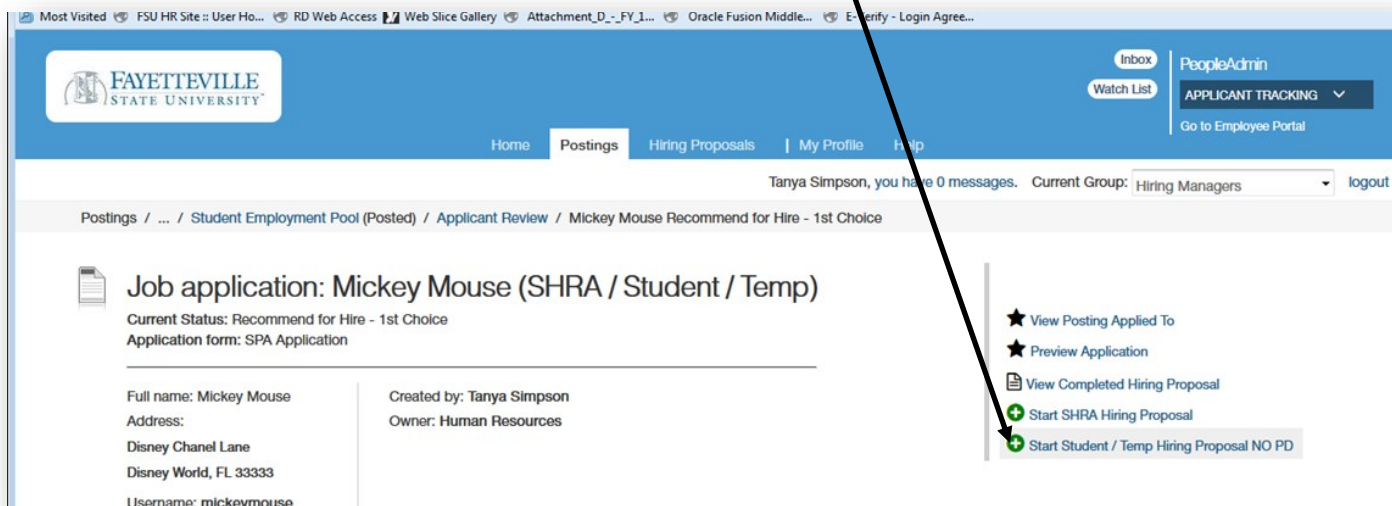 Most Visited FSU HR Site :: User Ho... RD Web Access Web Slice Gallery Attachment_D_-_FY_1... Oracle Fusion Middle... E-Verify - Login Agree...
FAYETTEVILLE
STATE UNIVERSITY
Inbox
PeopleAdmin
Watch List
APPLICANT TRACKING
Go to Employee Portal
Home Postings Hiring Proposals | My Profile Help
Tanya Simpson, you have 0 messages. Current Group: Hiring Managers logout
Postings / ... / Student Employment Pool (Posted) / Applicant Review / Mickey Mouse Recommend for Hire - 1st Choice
Job application: Mickey Mouse (SHRA / Student / Temp)
Current Status: Recommend for Hire - 1st Choice
Application form: SPA Application
Full name: Mickey Mouse
Address:
Disney Chanel Lane
Disney World, FL 33333
Username: mickeymouse
Created by: Tanya Simpson
Owner: Human Resources
View Posting Applied To
Preview Application
View Completed Hiring Proposal
Start SHRA Hiring Proposal
Start Student / Temp Hiring Proposal NO PD